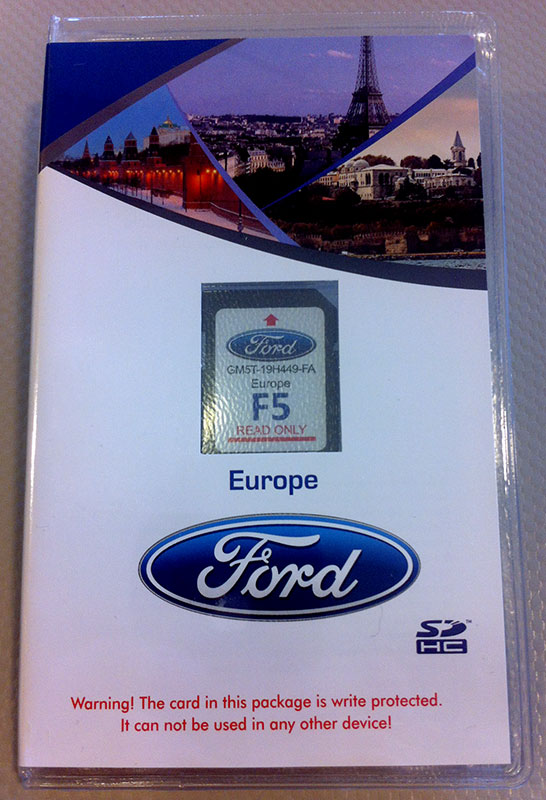 Ford
GM5T-19H449-FA
Europe
F5
READ ONLY
Europe
Ford
SD™
HC
Warning! The card in this package is write protected.
It can not be used in any other device!